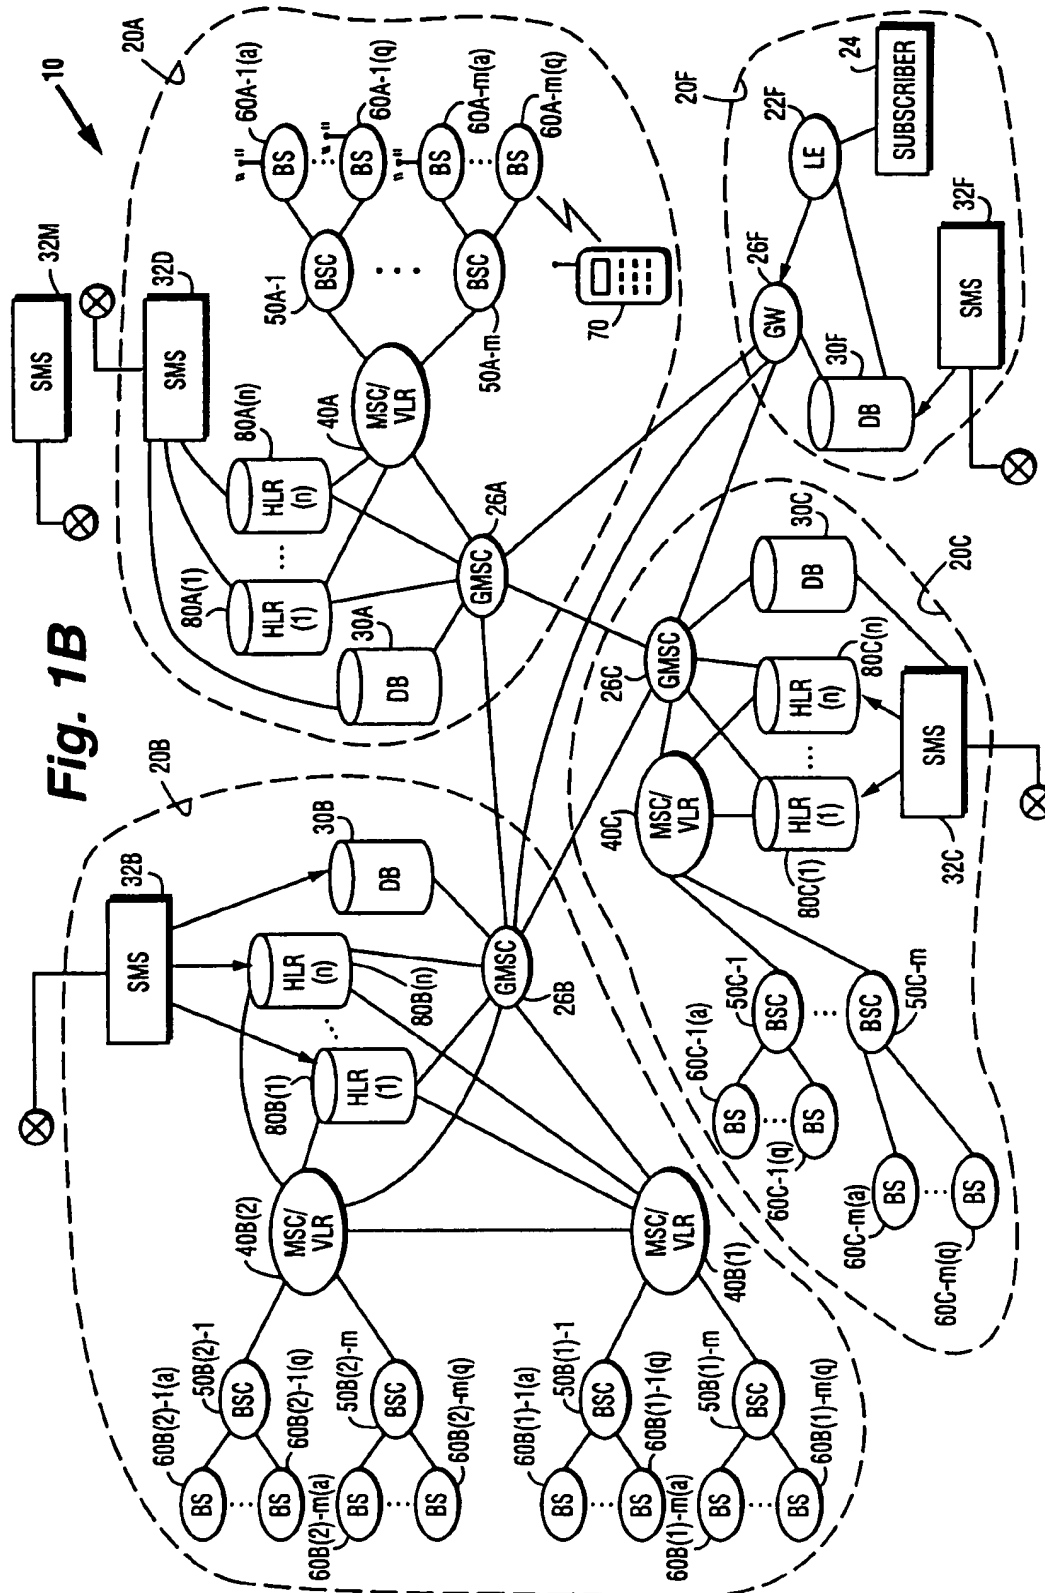 Fig. 1B
10
SMS
32M
20A
SMS
32D
80A(1)
HLR
(1)
...
80A(n)
HLR
(n)
30A
DB
26A
GMSC
40A
MSC/
VLR
50A-1
BSC
50A-m
BSC
60A-1(a)
BS
60A-1(q)
BS
60A-m(a)
BS
60A-m(q)
BS
70
20B
32B
SMS
30B
DB
80B(n)
HLR
(n)
80B(1)
HLR
(1)
GMSC
26B
40B(2)
MSC/
VLR
MSC/
VLR
40B(1)
50B(2)-1
BSC
50B(2)-m
BSC
60B(2)-1(a)
BS
60B(2)-1(q)
BS
60B(2)-m(a)
BS
60B(2)-m(q)
BS
50B(1)-1
BSC
50B(1)-m
BSC
60B(1)-1(a)
BS
60B(1)-1(q)
BS
60B(1)-m(a)
BS
60B(1)-m(q)
BS
20C
26C
GMSC
30C
DB
40C
MSC/
VLR
80C(1)
HLR
(1)
80C(n)
HLR
(n)
SMS
32C
50C-1
BSC
50C-m
BSC
60C-1(a)
BS
60C-1(q)
BS
60C-m(a)
BS
60C-m(q)
BS
20F
26F
GW
22F
LE
24
SUBSCRIBER
30F
DB
32F
SMS